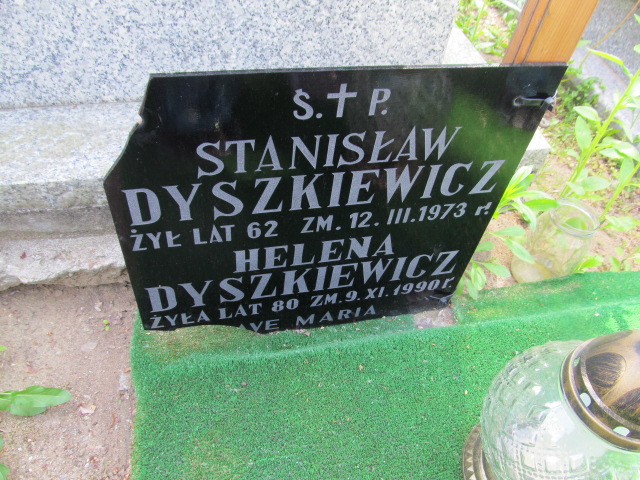 Ś.✝P.
STANISŁAW
DYSZKIEWICZ
ŻYŁ LAT 62 ZM. 12. III. 1973 r.
HELENA
DYSZKIEWICZ
ŻYŁA LAT 80 ZM. 9. XI. 1990 r.
AVE MARIA